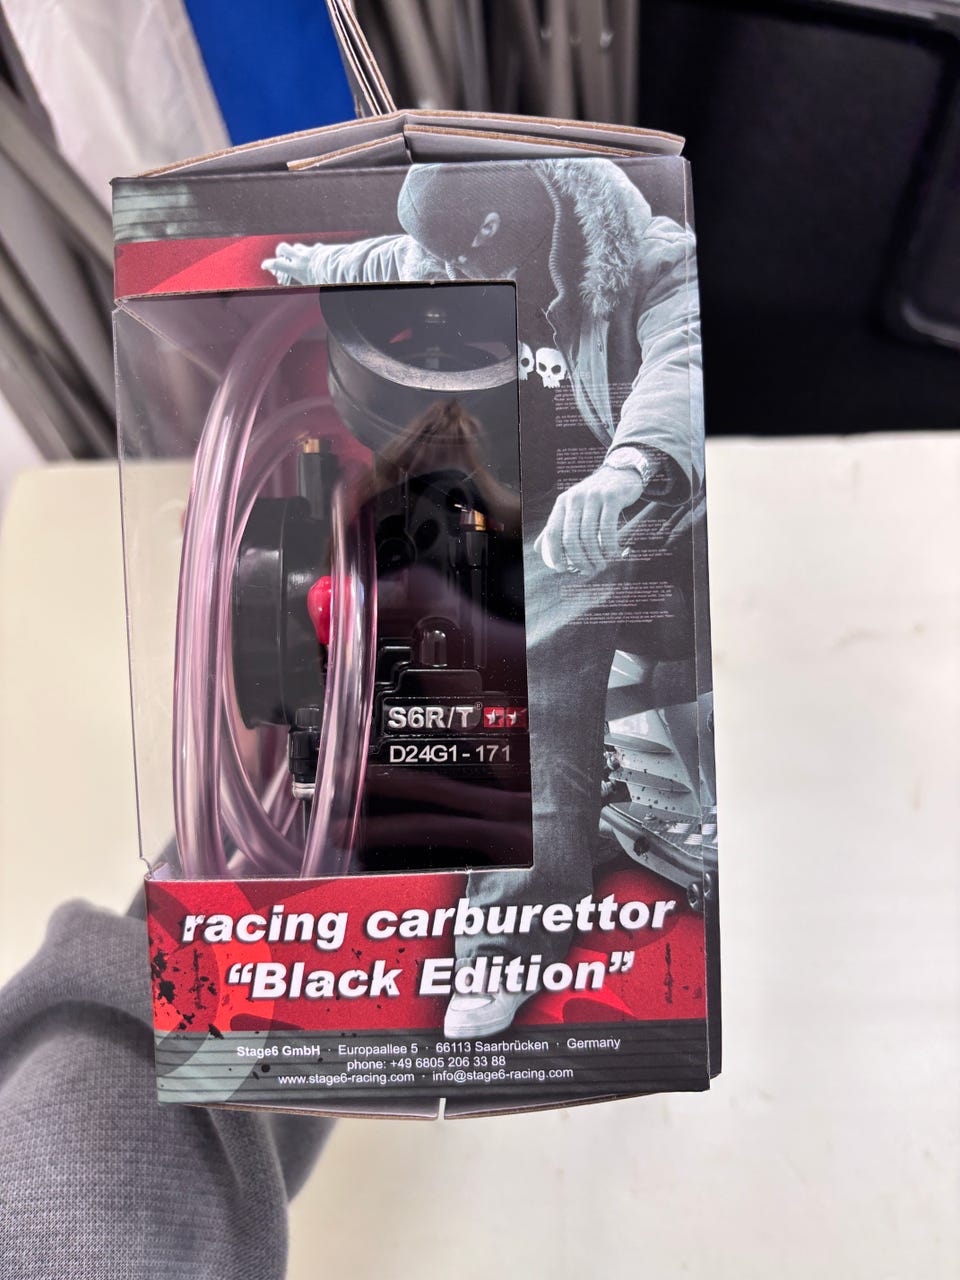 S6R/T®
D24G1-171
racing carburettor
“Black Edition”
Stage6 GmbH · Europaallee 5 · 66113 Saarbrücken · Germany
phone: +49 6805 206 33 88
www.stage6-racing.com · info@stage6-racing.com